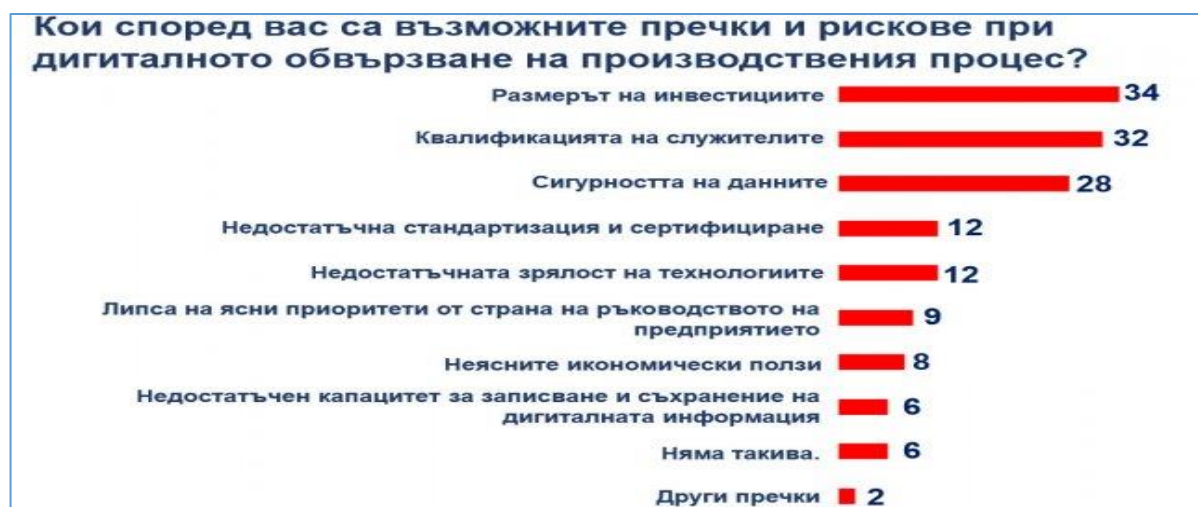 Кои според вас са възможните пречки и рискове при
дигиталното обвързване на производствения процес?
Размерът на инвестициите 34
Квалификацията на служителите 32
Сигурността на данните 28
Недостатъчна стандартизация и сертифициране 12
Недостатъчната зрялост на технологиите 12
Липса на ясни приоритети от страна на ръководството на
предприятието 9
Неясните икономически ползи 8
Недостатъчен капацитет за записване и съхранение на
дигиталната информация 6
Няма такива. 6
Други пречки 2